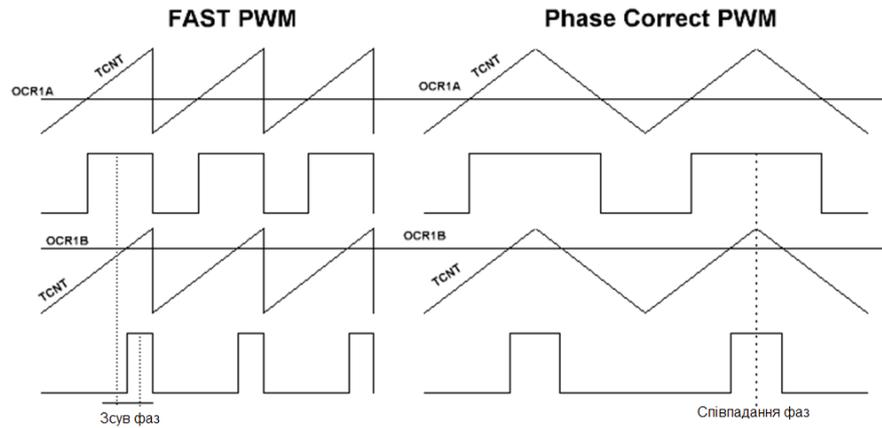 FAST PWM
Phase Correct PWM
TCNT
OCR1A
TCNT
OCR1A
OCR1B
TCNT
OCR1B
TCNT
Зсув фаз
Співпадання фаз